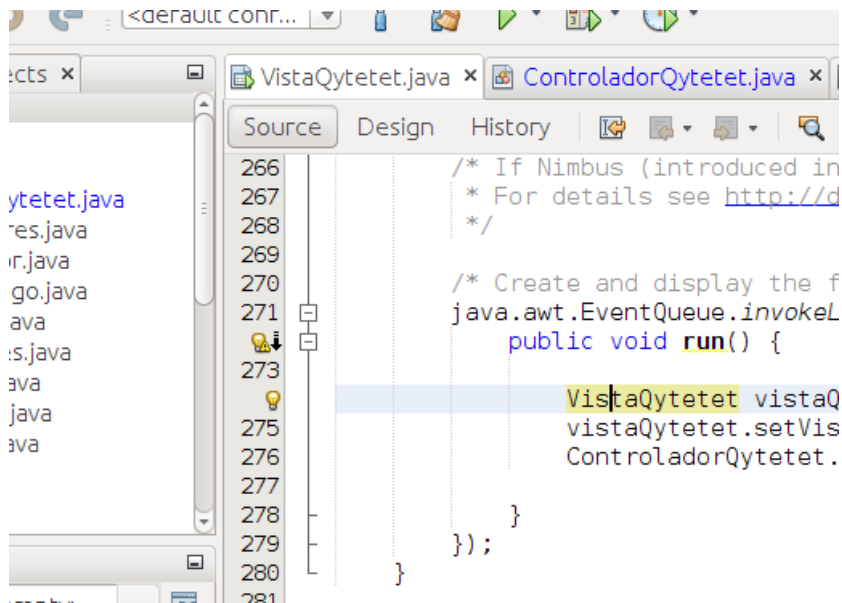 <default conf...
ects ×
VistaQytetet.java × ControladorQytetet.java ×
Source Design History
ytetet.java
res.java
or.java
go.java
ava
s.java
ava
java
ava
266 /* If Nimbus (introduced in
267 * For details see http://d
268 */
269
270 /* Create and display the f
271 java.awt.EventQueue.invokeL
public void run() {
273
VistaQytetet vistaQ
275 vistaQytetet.setVis
276 ControladorQytetet.
277
278 }
279 });
280 }
281